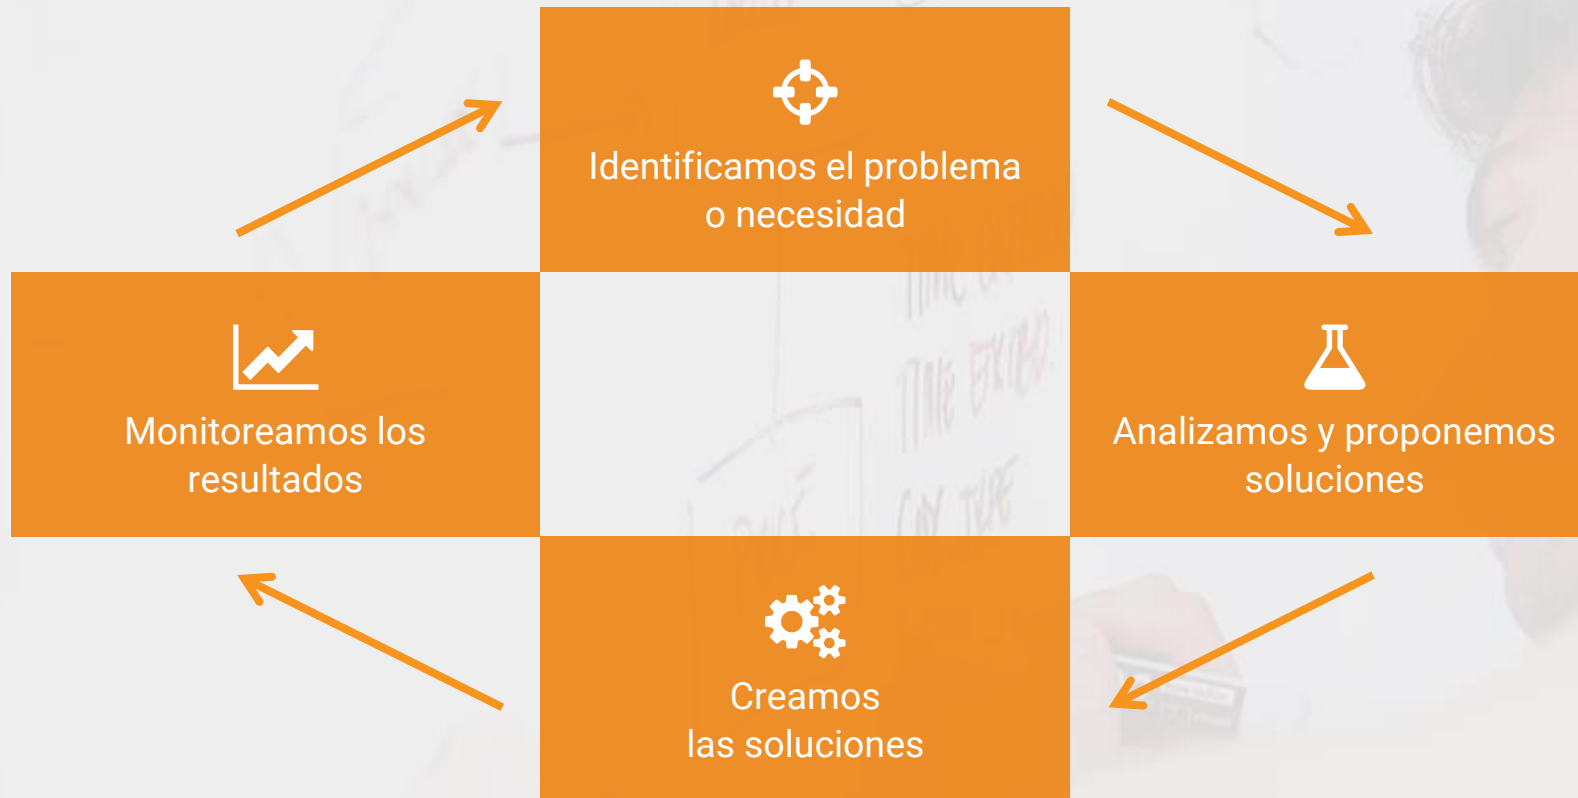 Identificamos el problema
o necesidad
Analizamos y proponemos
soluciones
Creamos
las soluciones
Monitoreamos los
resultados